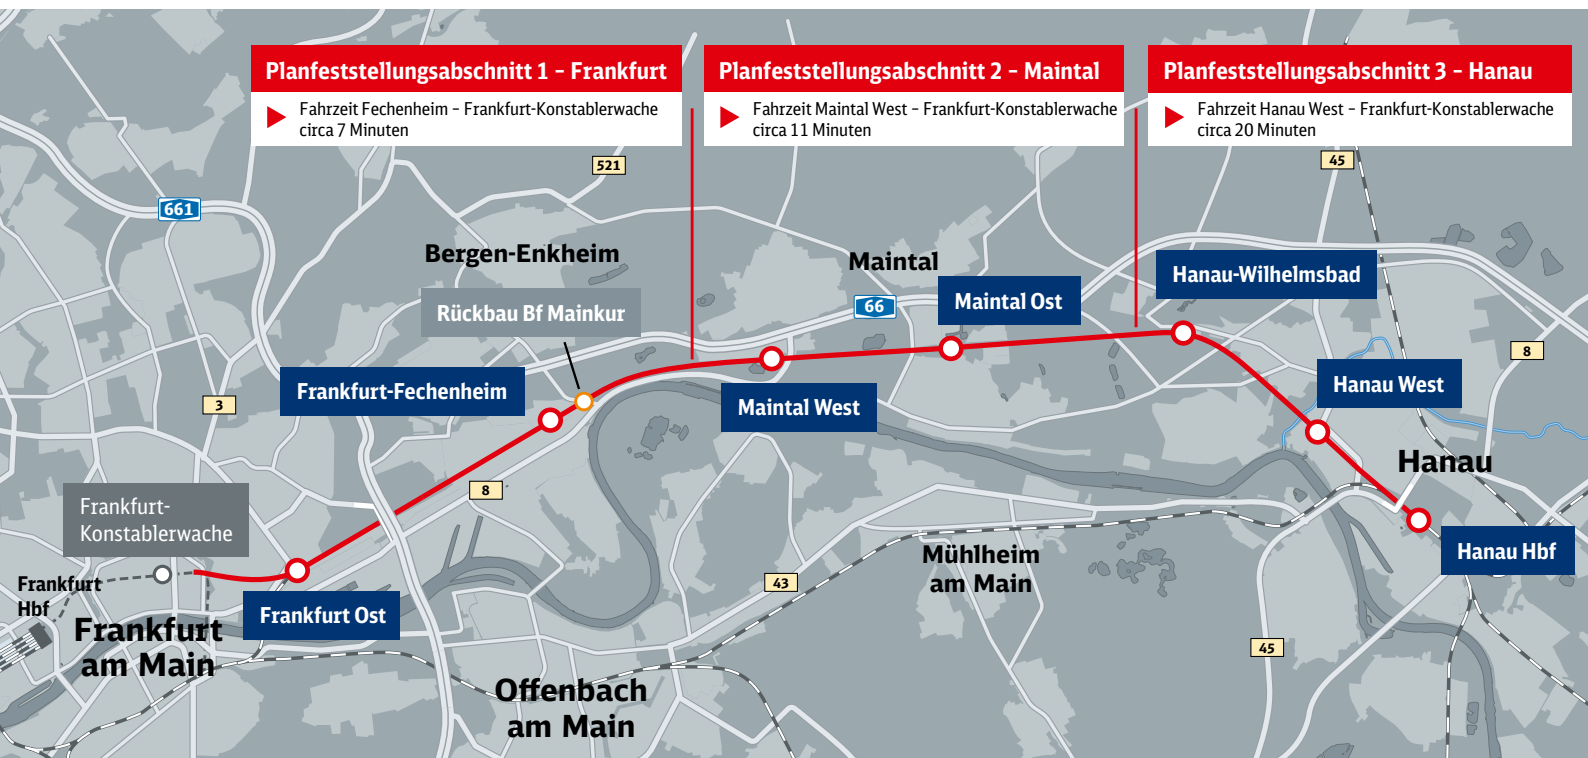 Planfeststellungsabschnitt 1 – Frankfurt
Fahrzeit Fechenheim – Frankfurt-Konstablerwache
circa 7 Minuten
Planfeststellungsabschnitt 2 – Maintal
Fahrzeit Maintal West – Frankfurt-Konstablerwache
circa 11 Minuten
Planfeststellungsabschnitt 3 – Hanau
Fahrzeit Hanau West – Frankfurt-Konstablerwache
circa 20 Minuten
521
45
661
Bergen-Enkheim
Maintal
Hanau-Wilhelmsbad
Rückbau Bf Mainkur
66
Maintal Ost
8
Frankfurt-Fechenheim
Hanau West
3
Maintal West
Hanau
8
Frankfurt-
Konstablerwache
Hanau Hbf
Mühlheim
am Main
43
Frankfurt
Hbf
Frankfurt Ost
Frankfurt
am Main
45
Offenbach
am Main